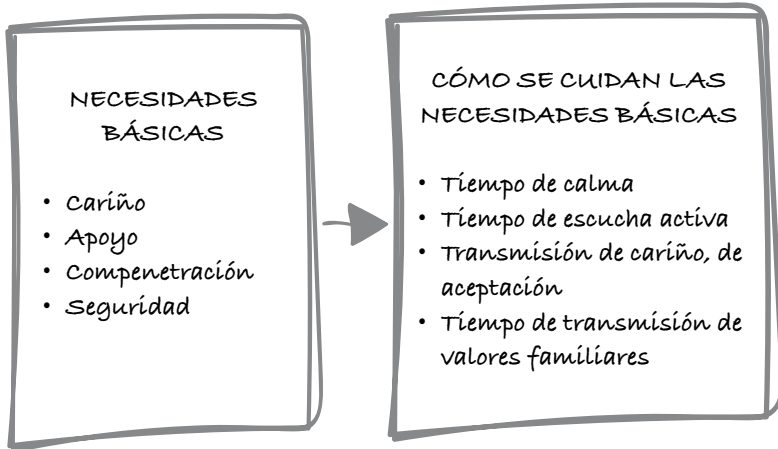 NECESIDADES
BÁSICAS
• Cariño
• Apoyo
• Compenetración
• Seguridad
CÓMO SE CUIDAN LAS
NECESIDADES BÁSICAS
• Tiempo de calma
• Tiempo de escucha activa
• Transmisión de cariño, de
aceptación
• Tiempo de transmisión de
valores familiares